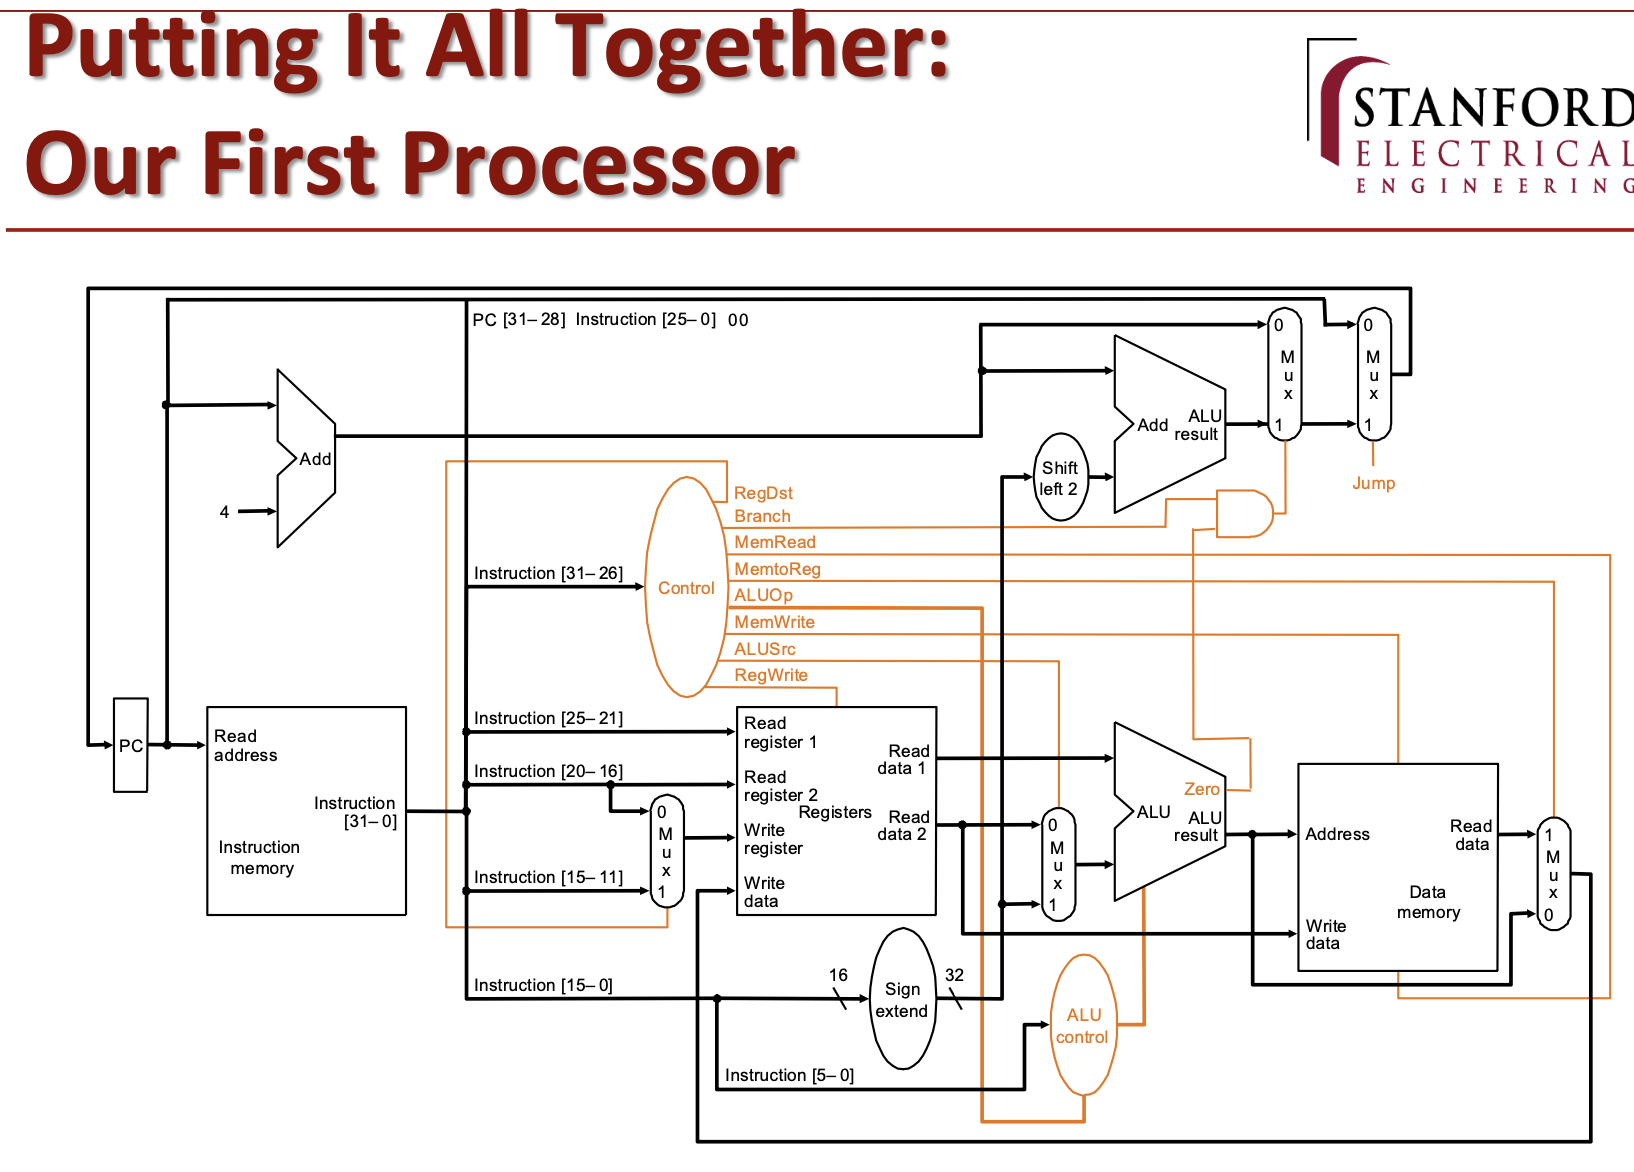 Putting It All Together:
Our First Processor
STANFORD
ELECTRICAL
ENGINEERING
PC [31–28] Instruction [25–0] 00
0
M
u
x
1
0
M
u
x
1
Add
ALU
result
Shift
left 2
Jump
Add
4
RegDst
Branch
MemRead
MemtoReg
ALUOp
MemWrite
ALUSrc
RegWrite
Control
Instruction [31–26]
PC
Read
address
Instruction
[31–0]
Instruction
memory
Instruction [25–21]
Instruction [20–16]
Instruction [15–11]
Instruction [15–0]
0
M
u
x
1
Read
register 1
Read
register 2
Write
register
Write
data
Registers
Read
data 1
Read
data 2
0
M
u
x
1
Zero
ALU
ALU
result
Address
Read
data
Data
memory
Write
data
1
M
u
x
0
16
Sign
extend
32
ALU
control
Instruction [5–0]